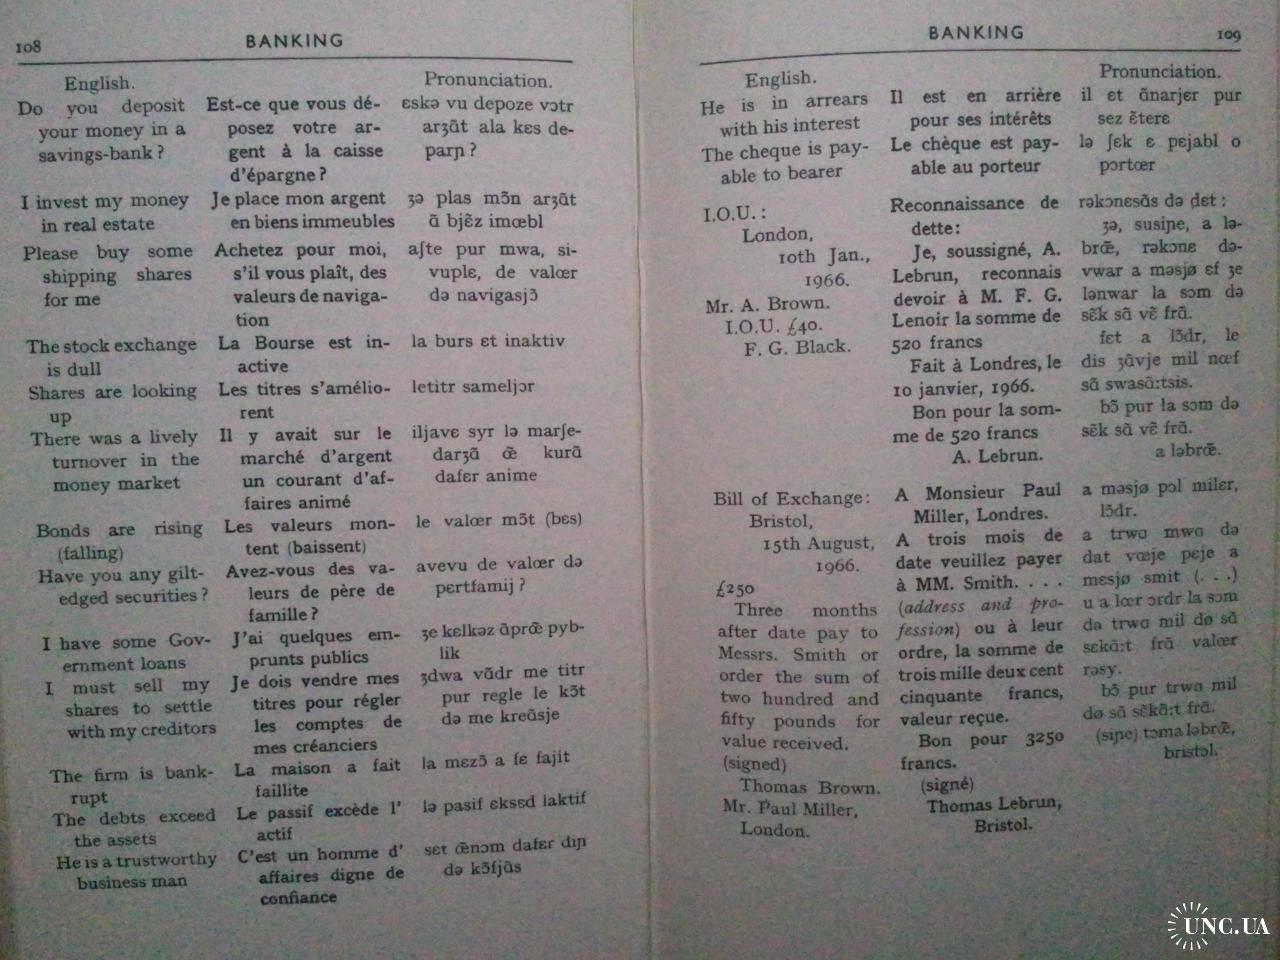 108
BANKING
English.
Do you deposit
your money in a
savings-bank?
I invest my money
in real estate
Please buy some
shipping shares
for me
The stock exchange
is dull
Shares are looking
up
There was a lively
turnover in the
money market
Bonds are rising
(falling)
Have you any gilt-
edged securities?
I have some Gov-
ernment loans
I must sell my
shares to settle
with my creditors
The firm is bank-
rupt
The debts exceed
the assets
He is a trustworthy
business man
Est-ce que vous dé-
posez votre ar-
gent à la caisse
d'épargne?
Je place mon argent
en biens immeubles
Achetez pour moi,
s'il vous plaît, des
valeurs de naviga-
tion
La Bourse est in-
active
Les titres s'amélio-
rent
Il y avait sur le
marché d'argent
un courant d'af-
faires animé
Les valeurs mon-
tent (baissent)
Avez-vous des va-
leurs de père de
famille?
J'ai quelques em-
prunts publics
Je dois vendre mes
titres pour régler
les comptes de
mes créanciers
La maison a fait
faillite
Le passif excède l'
actif
C'est un homme d'
affaires digne de
confiance
Pronunciation.
ɛskə vu depoze vɔtr
arʒɑ̃t ala kɛs de-
parɲ?
ʒə plas mɔ̃n arʒɑ̃t
ɑ̃ bjɛ̃z imœbl
aʃte pur mwa, si-
vuplɛ, de valœr
də navigasjɔ̃
la burs ɛt inaktiv
letitr sameljɔr
iljavɛ syr lə marʃe-
darʒɑ̃ œ̃ kurɑ̃
dafɛr anime
le valœr mɔ̃t (bɛs)
avevu de valœr də
pertfamij?
ʒe kɛlkəz ɑ̃prœ̃ pyb-
lik
ʒdwa vɑ̃dr me titr
pur regle le kɔ̃t
də me kreɑ̃sje
la mɛzɔ̃ a fɛ fajit
lə pasif ɛksɛd laktif
sɛt œ̃nɔm dafɛr diɲ
də kɔ̃fjɑ̃s
BANKING
109
English.
He is in arrears
with his interest
The cheque is pay-
able to bearer
I.O.U.:
London,
10th Jan.,
1966.
Mr. A. Brown.
I.O.U. £40.
F. G. Black.
Bill of Exchange:
Bristol,
15th August,
1966.
£250
Three months
after date pay to
Messrs. Smith or
order the sum of
two hundred and
fifty pounds for
value received.
(signed)
Thomas Brown.
Mr. Paul Miller,
London.
Il est en arrière
pour ses intérêts
Le chèque est pay-
able au porteur
Reconnaissance de
dette:
Je, soussigné, A.
Lebrun, reconnais
devoir à M. F. G.
Lenoir la somme de
520 francs
Fait à Londres, le
10 janvier, 1966.
Bon pour la som-
me de 520 francs
A. Lebrun.
A Monsieur Paul
Miller, Londres.
A trois mois de
date veuillez payer
à MM. Smith. . . .
(address and pro-
fession) ou à leur
ordre, la somme de
trois mille deux cent
cinquante francs,
valeur reçue.
Bon pour 3250
francs.
(signé)
Thomas Lebrun,
Bristol.
Pronunciation.
il ɛt ɑ̃narjɛr pur
sez ɛ̃terɛ
lə ʃɛk ɛ pɛjabl o
pɔrtœr
rəkɔnɛsɑ̃s də dɛt:
ʒə, susiɲe, a lə-
brœ̃, rəkɔnɛ də-
vwar a məsjø ɛf ʒe
lənwar la sɔm də
sɛ̃k sɑ̃ vɛ̃ frɑ̃.
fɛt a lɔ̃dr, le
dis ʒɑ̃vje mil nœf
sɑ̃ swasɑ̃:tsis.
bɔ̃ pur la sɔm də
sɛ̃k sɑ̃ vɛ̃ frɑ̃.
a ləbrœ̃.
a məsjø pɔl milɛr,
lɔ̃dr.
a trwɑ mwɑ də
dat vœje pɛje a
mɛsjø smit (. . .)
u a lœr ɔrdr la sɔm
də trwɑ mil dø sɑ̃
sɛkɑ̃:t frɑ̃ valœr
rəsy.
bɔ̃ pur trwɑ mil
dø sɑ̃ sɛ̃kɑ̃:t frɑ̃.
(siɲe) tɔma ləbrœ̃,
bristɔl.
UNC.UA